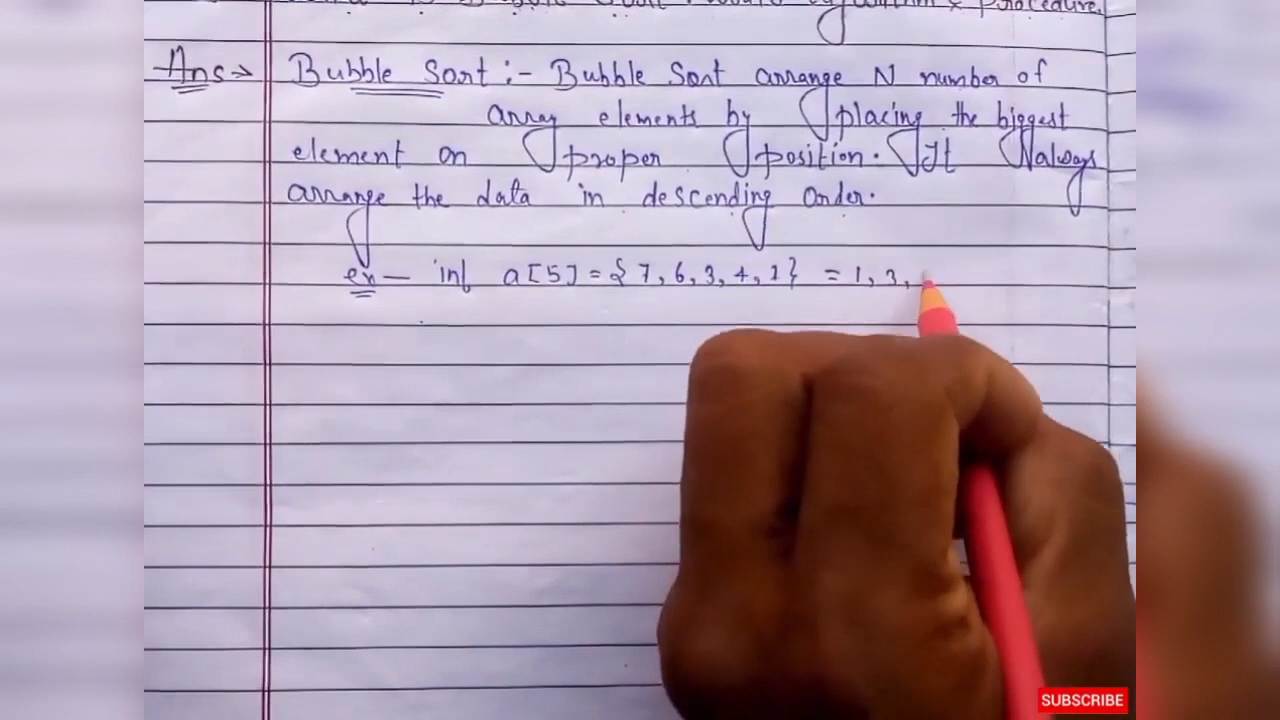 Procedure.
Ans → Bubble Sort :- Bubble Sort arrange N number of
array elements by placing the biggest
element on proper position. It always
arrange the data in descending order.
ex - int a[5] = { 7, 6, 3, 4, 1 } = 1, 3,
SUBSCRIBE